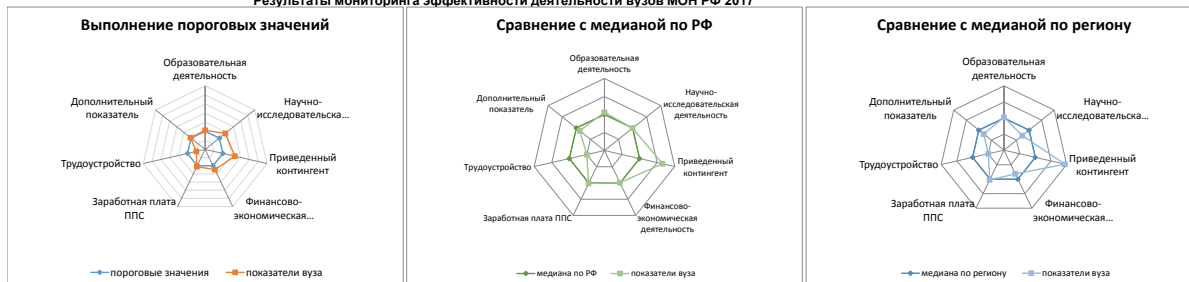 Результаты мониторинга эффективности деятельности вузов МОН РФ 2017
Выполнение пороговых значений
Образовательная
деятельность
Научно-
исследовательска...
Приведенный
контингент
Финансово-
экономическая...
Заработная плата
ППС
Трудоустройство
Дополнительный
показатель
пороговые значения
показатели вуза
Сравнение с медианой по РФ
Образовательная
деятельность
Научно-
исследовательская
деятельность
Приведенный
контингент
Финансово-
экономическая
деятельность
Заработная плата ППС
Трудоустройство
Дополнительный
показатель
медиана по РФ
показатели вуза
Сравнение с медианой по региону
Образовательная
деятельность
Научно-
исследовательска...
Приведенный
контингент
Финансово-
экономическая...
Заработная плата
ППС
Трудоустройство
Дополнительный
показатель
медиана по региону
показатели вуза